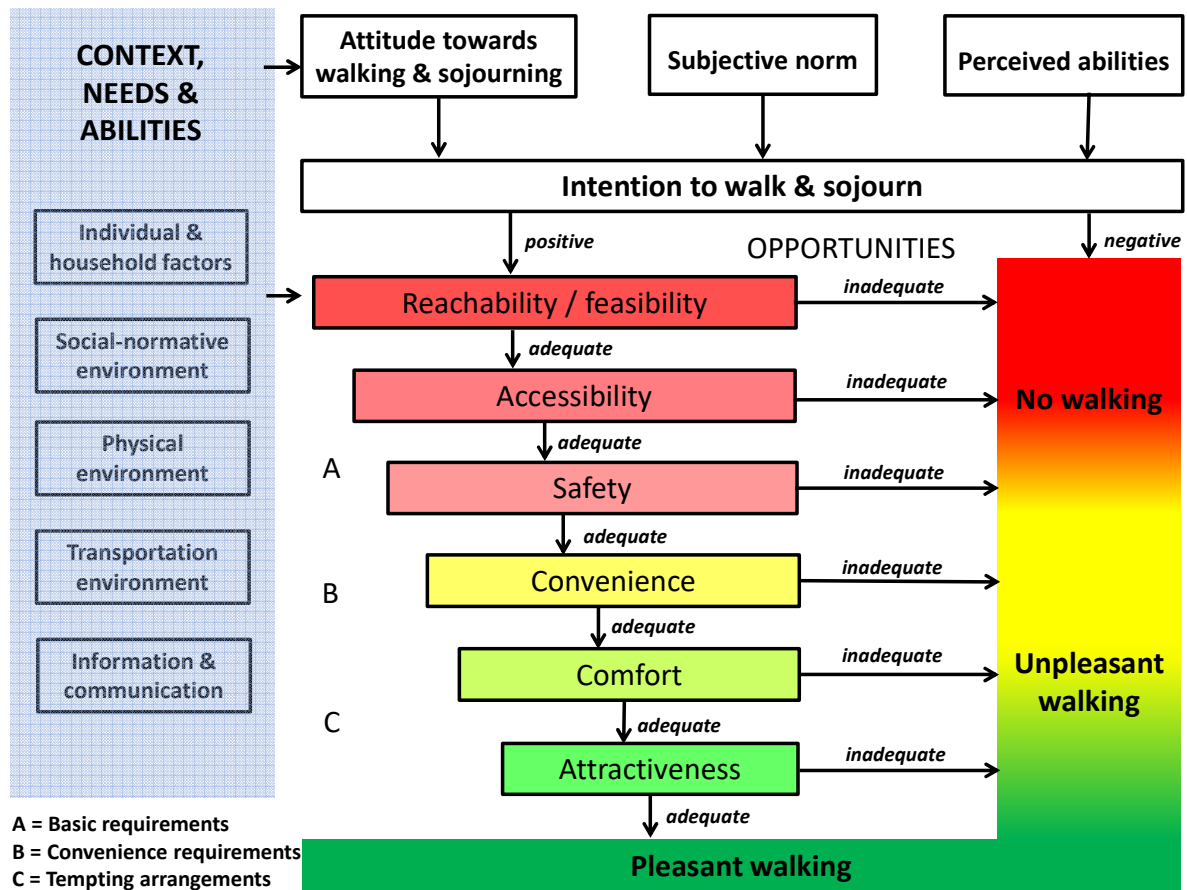 CONTEXT,
NEEDS &
ABILITIES
Individual &
household factors
Social-normative
environment
Physical
environment
Transportation
environment
Information &
communication
A = Basic requirements
B = Convenience requirements
C = Tempting arrangements
Attitude towards
walking & sojourning
Subjective norm
Perceived abilities
Intention to walk & sojourn
positive
OPPORTUNITIES
negative
Reachability / feasibility
inadequate
adequate
Accessibility
inadequate
No walking
adequate
A
Safety
inadequate
adequate
B
Convenience
inadequate
adequate
Comfort
inadequate
Unpleasant
walking
C
adequate
Attractiveness
inadequate
adequate
Pleasant walking